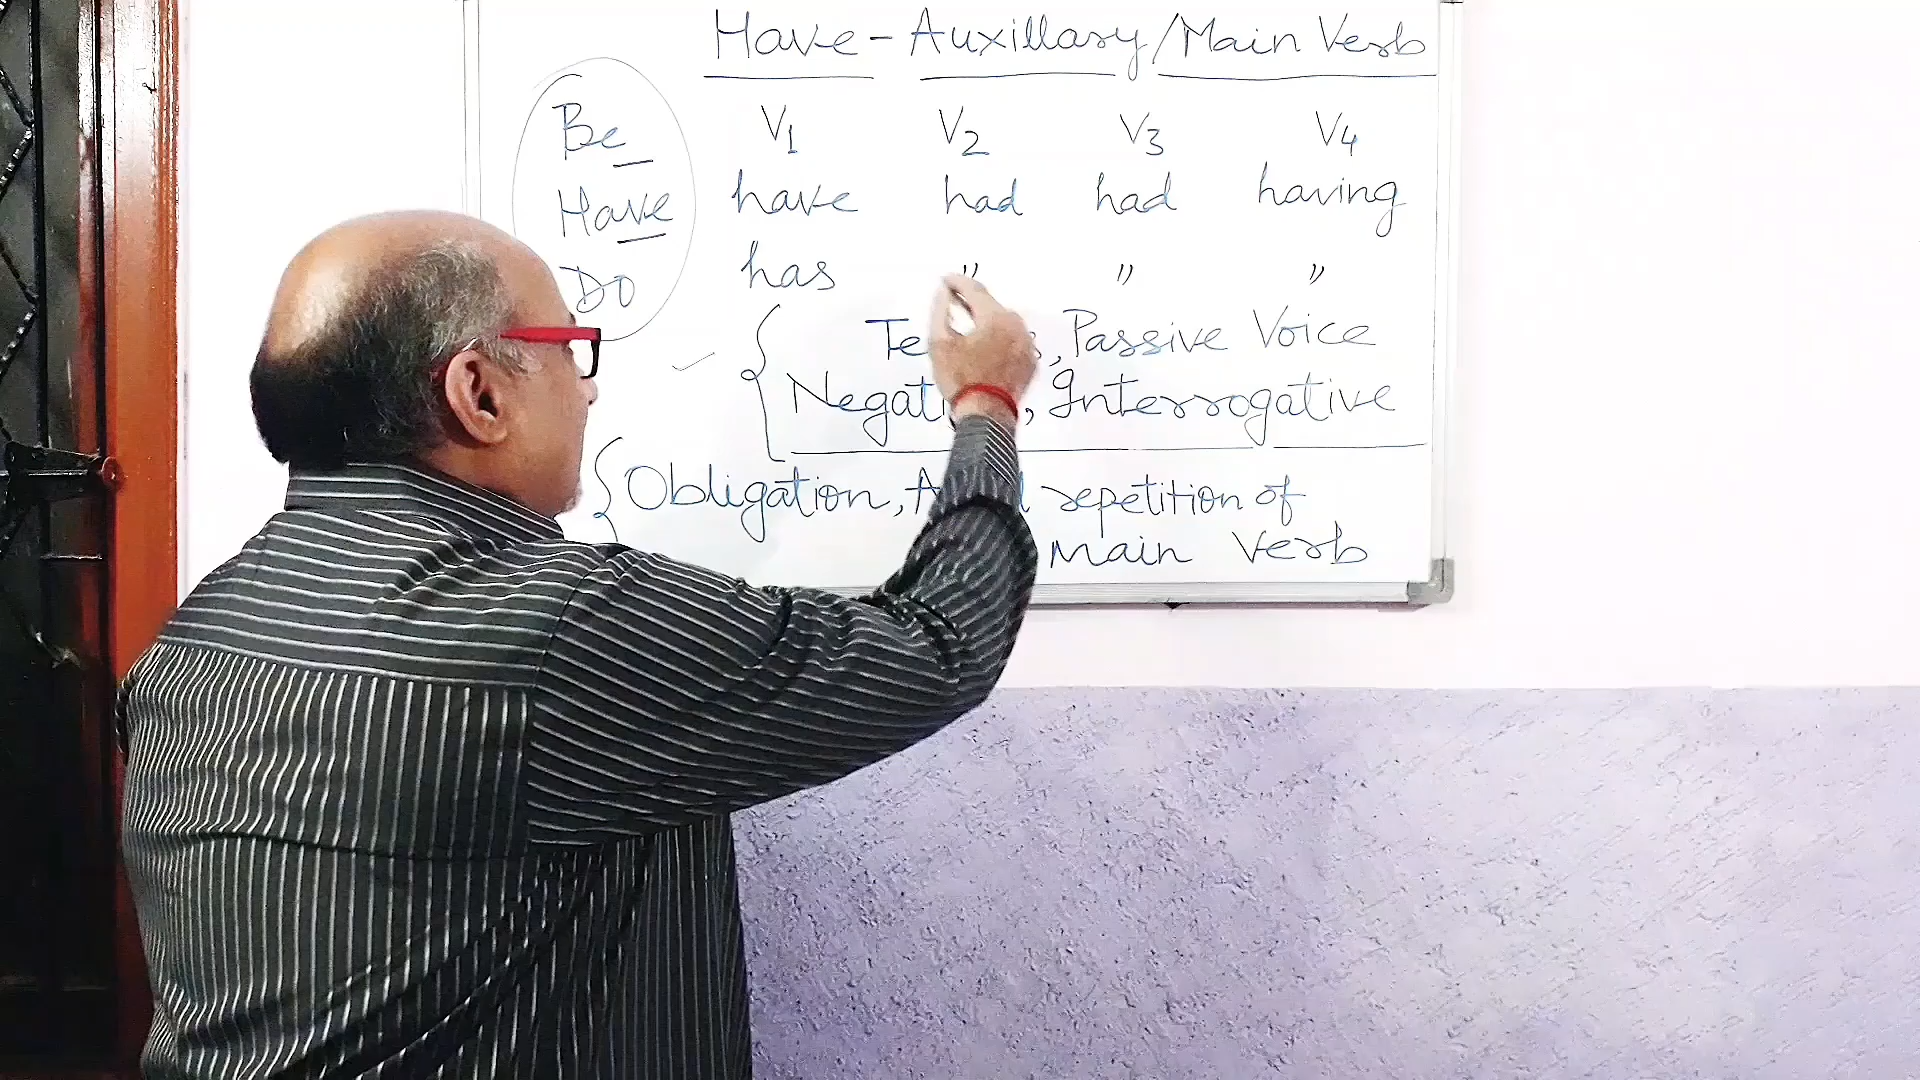 Have - Auxillary / Main Verb
Be V1 V2 V3 V4
Have have had had having
Do has " " "
Passive Voice
Interrogative
Obligation, repetition of
Main Verb